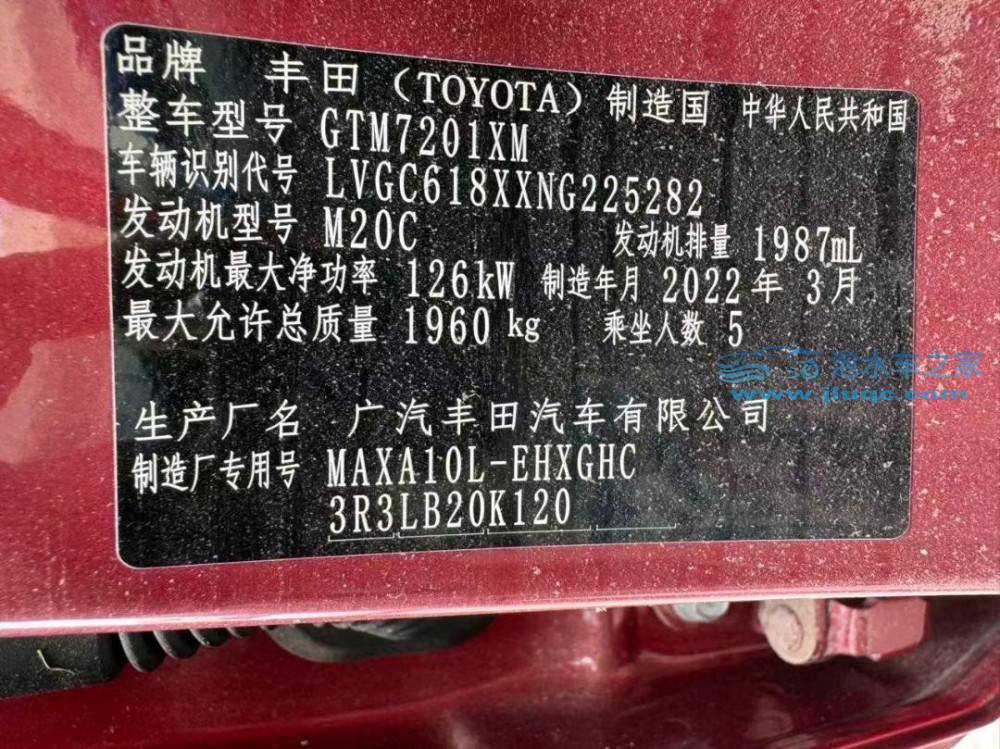 品牌 丰田（TOYOTA）制造国 中华人民共和国
整车型号 GTM7201XM
车辆识别代号 LVGC618XXNG225282
发动机型号 M20C 发动机排量 1987mL
发动机最大净功率 126kW 制造年月 2022年 3月
最大允许总质量 1960 kg 乘坐人数 5
泡水车之家
www.jiuqc.com
生产厂名 广汽丰田汽车有限公司
制造厂专用号 MAXA10L-EHXGHC
3R3LB20K120